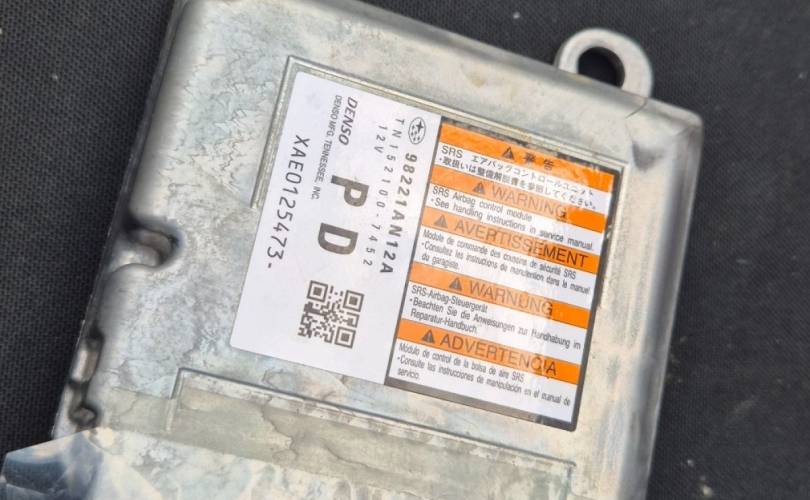 98221AN12A
TN152100-7452
12V
DENSO
DENSO MFG. TENNESSEE, INC.
P D
XAE0125473-
警告
SRS エアバッグコントロールユニット
・取扱いは整備解説書を参照してください。
WARNING
SRS Airbag control module
・See handling instructions in service manual.
AVERTISSEMENT
Module de commande des coussins de sécurité SRS
・Consultez les instructions de manutention dans le manuel
du garagiste.
WARNUNG
SRS-Airbag-Steuergerät
・Beachten Sie die Anweisungen zur Handhabung im
Reparatur-Handbuch.
ADVERTENCIA
Módulo de control de la bolsa de aire SRS
・Consulte las instrucciones de manipulación en el manual de
servicio.